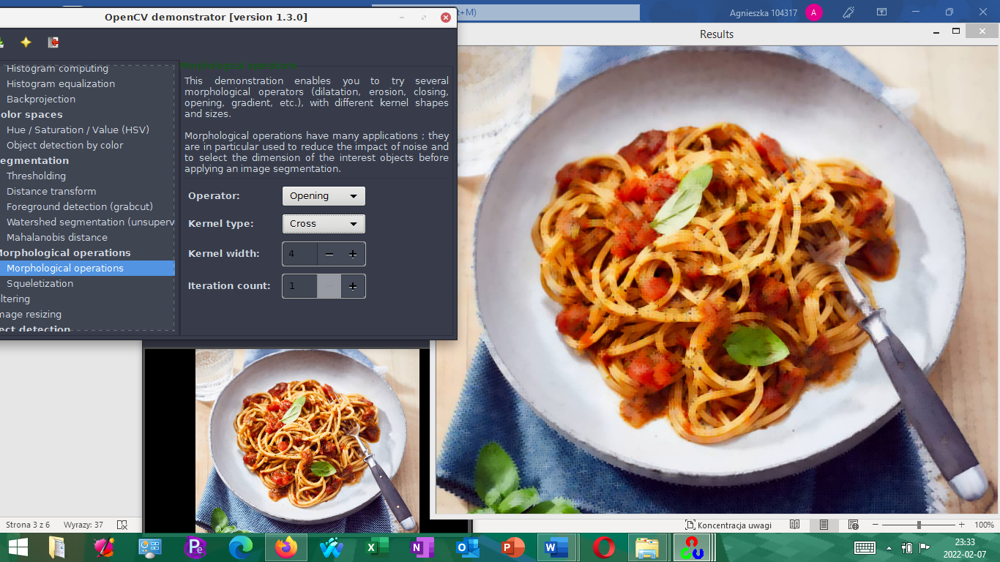 OpenCV demonstrator [version 1.3.0]
t+M)
Agnieszka 104317
A
Results
Histogram computing
Histogram equalization
Backprojection
olor spaces
Hue / Saturation / Value (HSV)
Object detection by color
egmentation
Thresholding
Distance transform
Foreground detection (grabcut)
Watershed segmentation (unsuperv
Mahalanobis distance
Morphological operations
Morphological operations
Squeletization
ltering
mage resizing
ect detection
Morphological operations
This demonstration enables you to try several
morphological operators (dilatation, erosion, closing,
opening, gradient, etc.), with different kernel shapes
and sizes.
Morphological operations have many applications ; they
are in particular used to reduce the impact of noise and
to select the dimension of the interest objects before
applying an image segmentation.
Operator: Opening
Kernel type: Cross
Kernel width: 4 − +
Iteration count: 1 − +
Strona 3 z 6 Wyrazy: 37
Koncentracja uwagi
− + 100%
23:33
2022-02-07